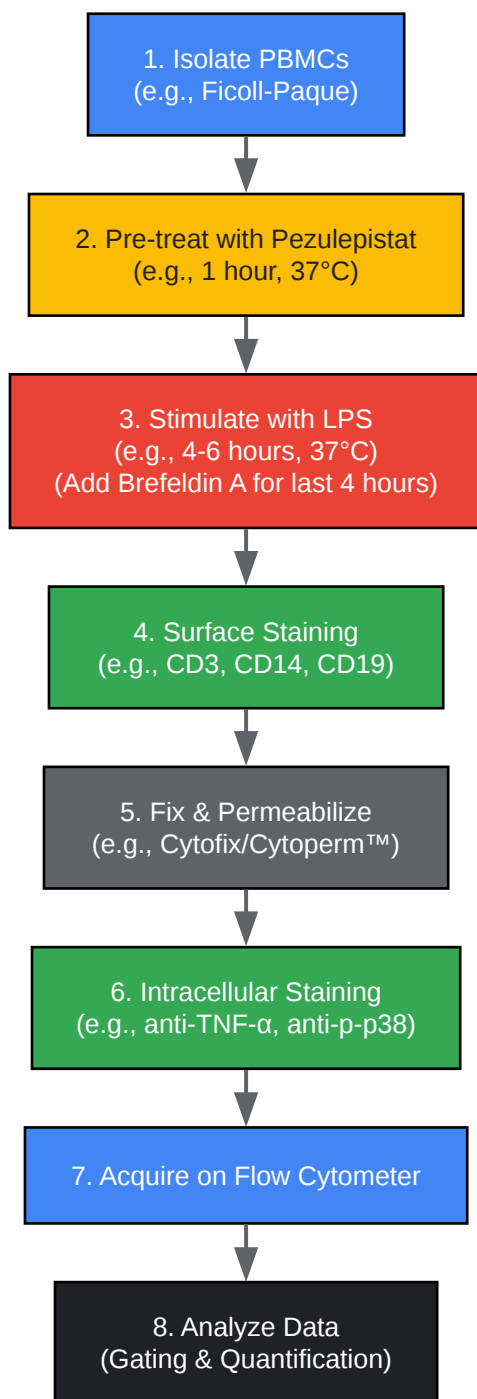 1. Isolate PBMCs
(e.g., Ficoll-Paque)
2. Pre-treat with Pezulepistat
(e.g., 1 hour, 37°C)
3. Stimulate with LPS
(e.g., 4-6 hours, 37°C)
(Add Brefeldin A for last 4 hours)
4. Surface Staining
(e.g., CD3, CD14, CD19)
5. Fix & Permeabilize
(e.g., Cytofix/Cytoperm™)
6. Intracellular Staining
(e.g., anti-TNF-α, anti-p-p38)
7. Acquire on Flow Cytometer
8. Analyze Data
(Gating & Quantification)